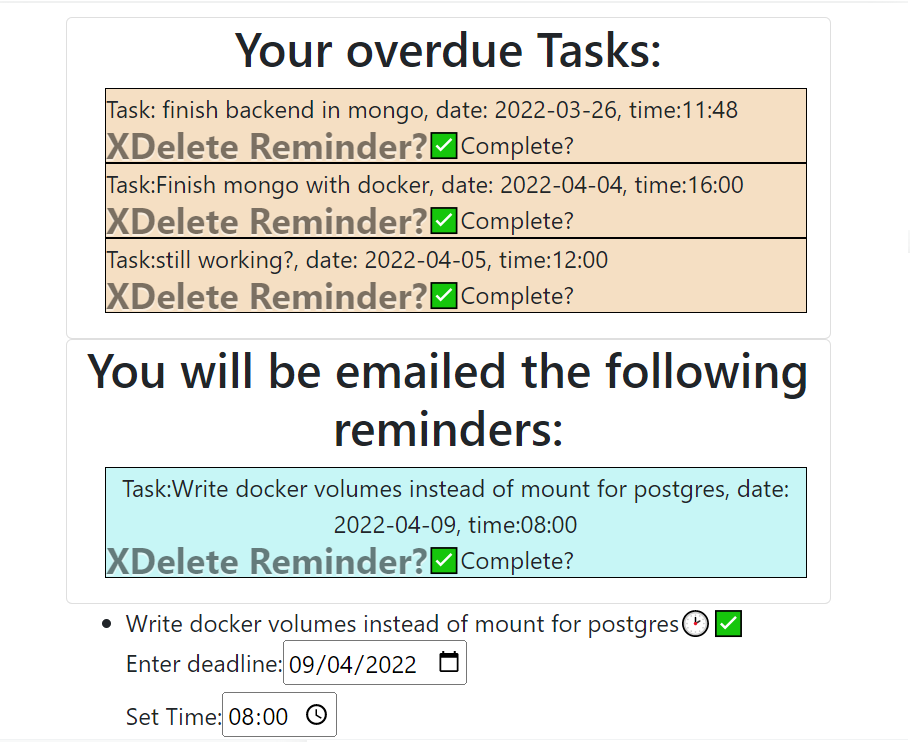 Your overdue Tasks:
Task: finish backend in mongo, date: 2022-03-26, time:11:48
XDelete Reminder?✅Complete?
Task:Finish mongo with docker, date: 2022-04-04, time:16:00
XDelete Reminder?✅Complete?
Task:still working?, date: 2022-04-05, time:12:00
XDelete Reminder?✅Complete?
You will be emailed the following
reminders:
Task:Write docker volumes instead of mount for postgres, date:
2022-04-09, time:08:00
XDelete Reminder?✅Complete?
• Write docker volumes instead of mount for postgres🕐 ✅
Enter deadline: 09/04/2022
Set Time: 08:00